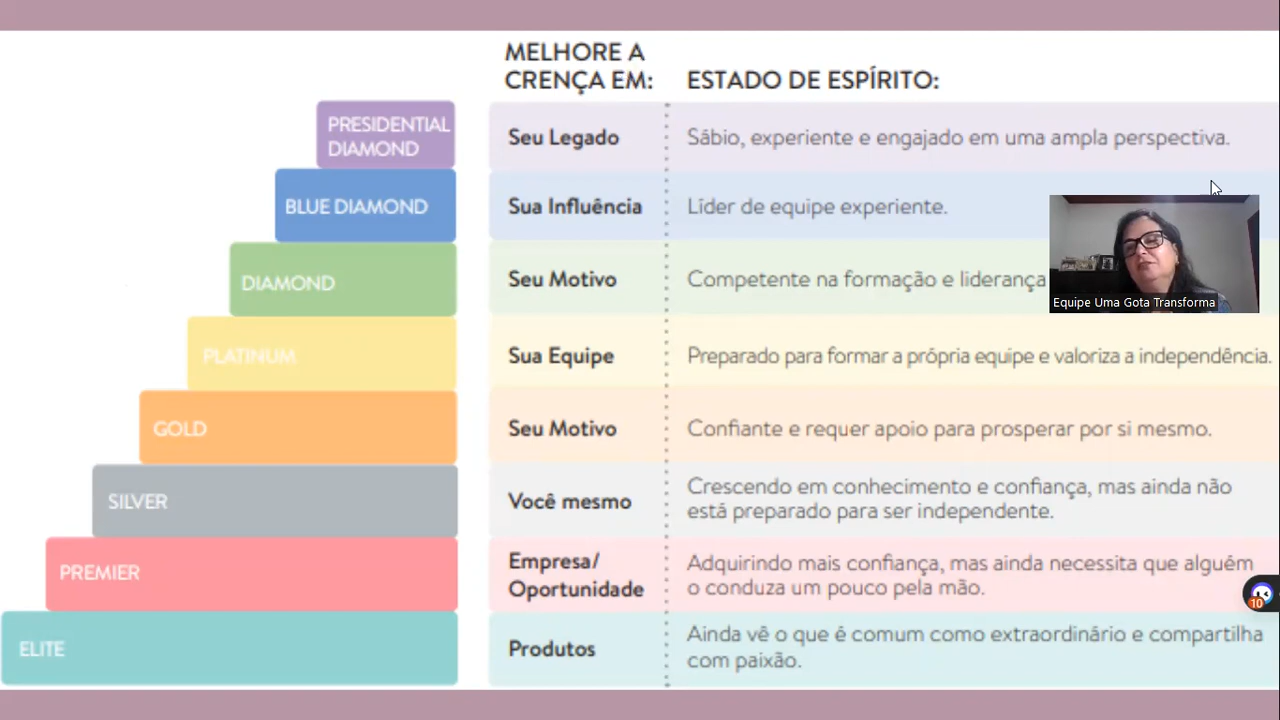 MELHORE A
CRENÇA EM:
ESTADO DE ESPÍRITO:
PRESIDENTIAL
DIAMOND
Seu Legado
Sábio, experiente e engajado em uma ampla perspectiva.
BLUE DIAMOND
Sua Influência
Líder de equipe experiente.
DIAMOND
Seu Motivo
Competente na formação e liderança
Equipe Uma Gota Transforma
PLATINUM
Sua Equipe
Preparado para formar a própria equipe e valoriza a independência.
GOLD
Seu Motivo
Confiante e requer apoio para prosperar por si mesmo.
SILVER
Você mesmo
Crescendo em conhecimento e confiança, mas ainda não
está preparado para ser independente.
PREMIER
Empresa/
Oportunidade
Adquirindo mais confiança, mas ainda necessita que alguém
o conduza um pouco pela mão.
10
ELITE
Produtos
Ainda vê o que é comum como extraordinário e compartilha
com paixão.